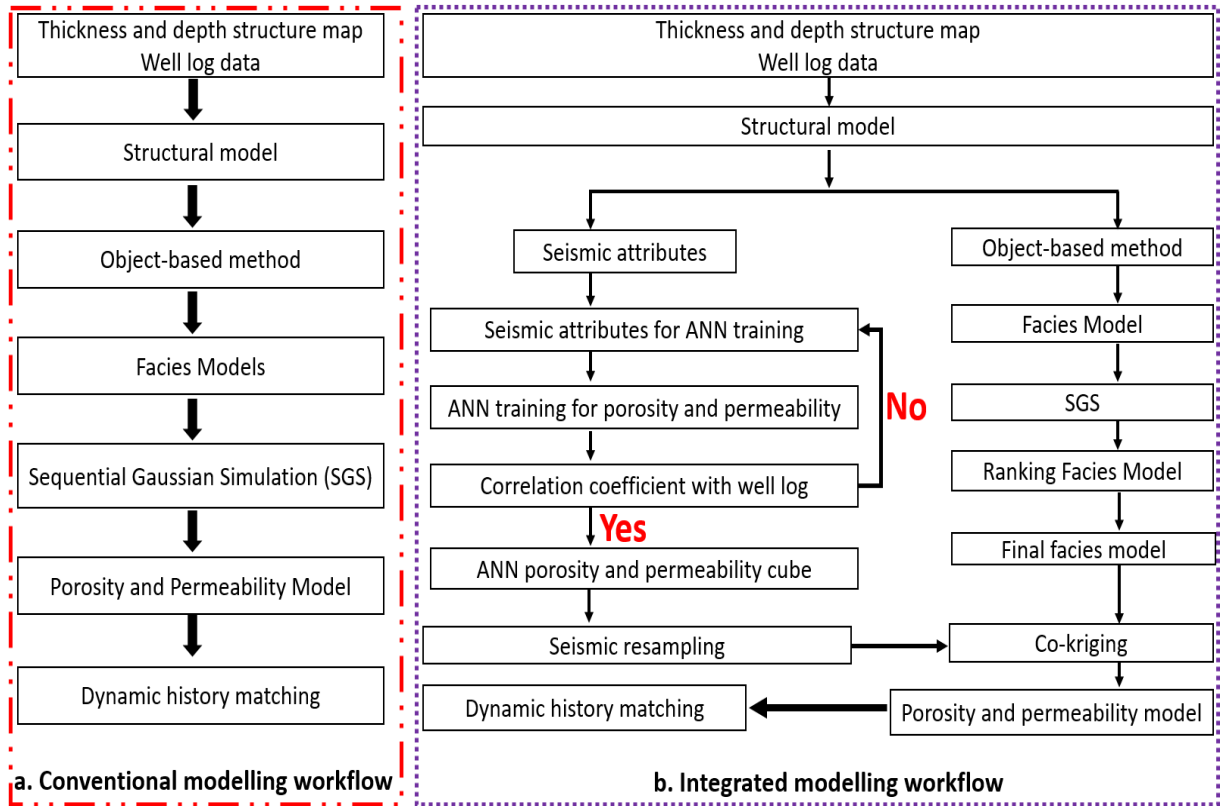 Thickness and depth structure map
Well log data
Structural model
Object-based method
Facies Models
Sequential Gaussian Simulation (SGS)
Porosity and Permeability Model
Dynamic history matching
a. Conventional modelling workflow
Thickness and depth structure map
Well log data
Structural model
Seismic attributes
Seismic attributes for ANN training
ANN training for porosity and permeability
No
Correlation coefficient with well log
Yes
ANN porosity and permeability cube
Seismic resampling
Object-based method
Facies Model
SGS
Ranking Facies Model
Final facies model
Co-kriging
Porosity and permeability model
Dynamic history matching
b. Integrated modelling workflow